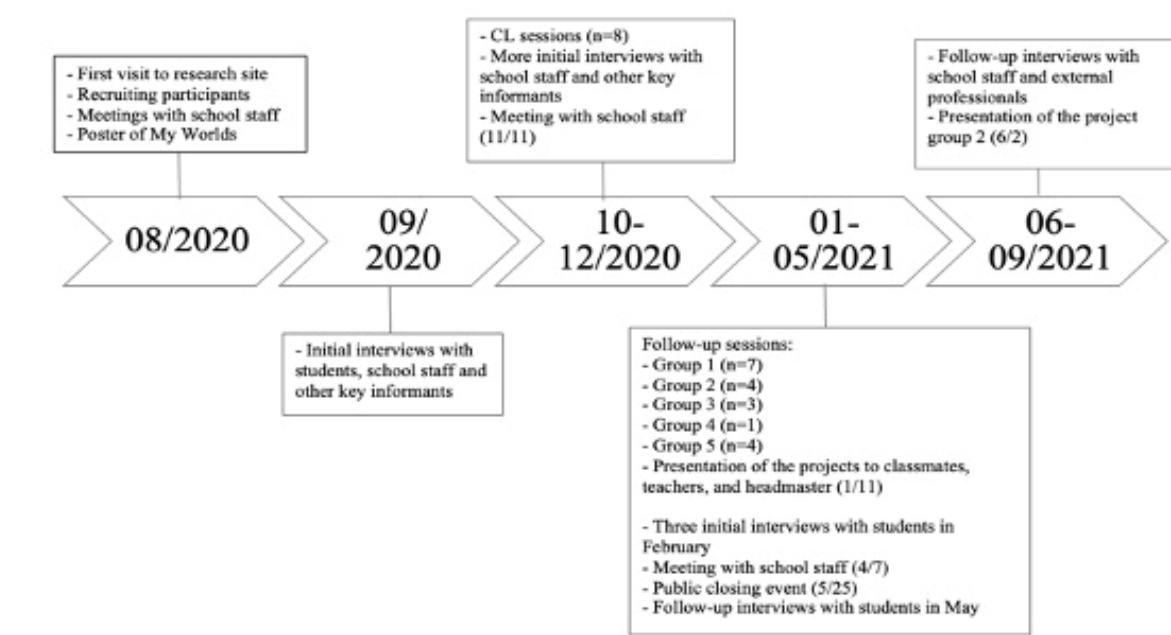 - First visit to research site
- Recruiting participants
- Meetings with school staff
- Poster of My Worlds
- CL sessions (n=8)
- More initial interviews with
school staff and other key
informants
- Meeting with school staff
(11/11)
- Follow-up interviews with
school staff and external
professionals
- Presentation of the project
group 2 (6/2)
08/2020
09/
2020
10-
12/2020
01-
05/2021
06-
09/2021
- Initial interviews with
students, school staff and
other key informants
Follow-up sessions:
- Group 1 (n=7)
- Group 2 (n=4)
- Group 3 (n=3)
- Group 4 (n=1)
- Group 5 (n=4)
- Presentation of the projects to classmates,
teachers, and headmaster (1/11)
- Three initial interviews with students in
February
- Meeting with school staff (4/7)
- Public closing event (5/25)
- Follow-up interviews with students in May